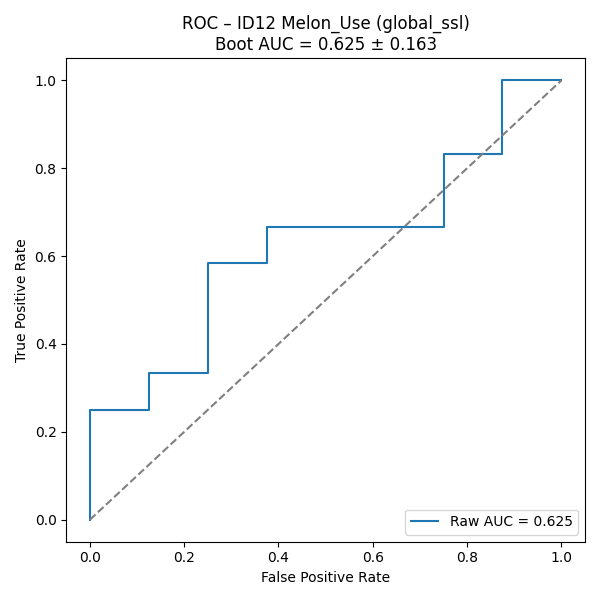 ROC – ID12 Melon_Use (global_ssl)
Boot AUC = 0.625 ± 0.163
True Positive Rate
1.0
0.8
0.6
0.4
0.2
0.0
Raw AUC = 0.625
0.0 0.2 0.4 0.6 0.8 1.0
False Positive Rate